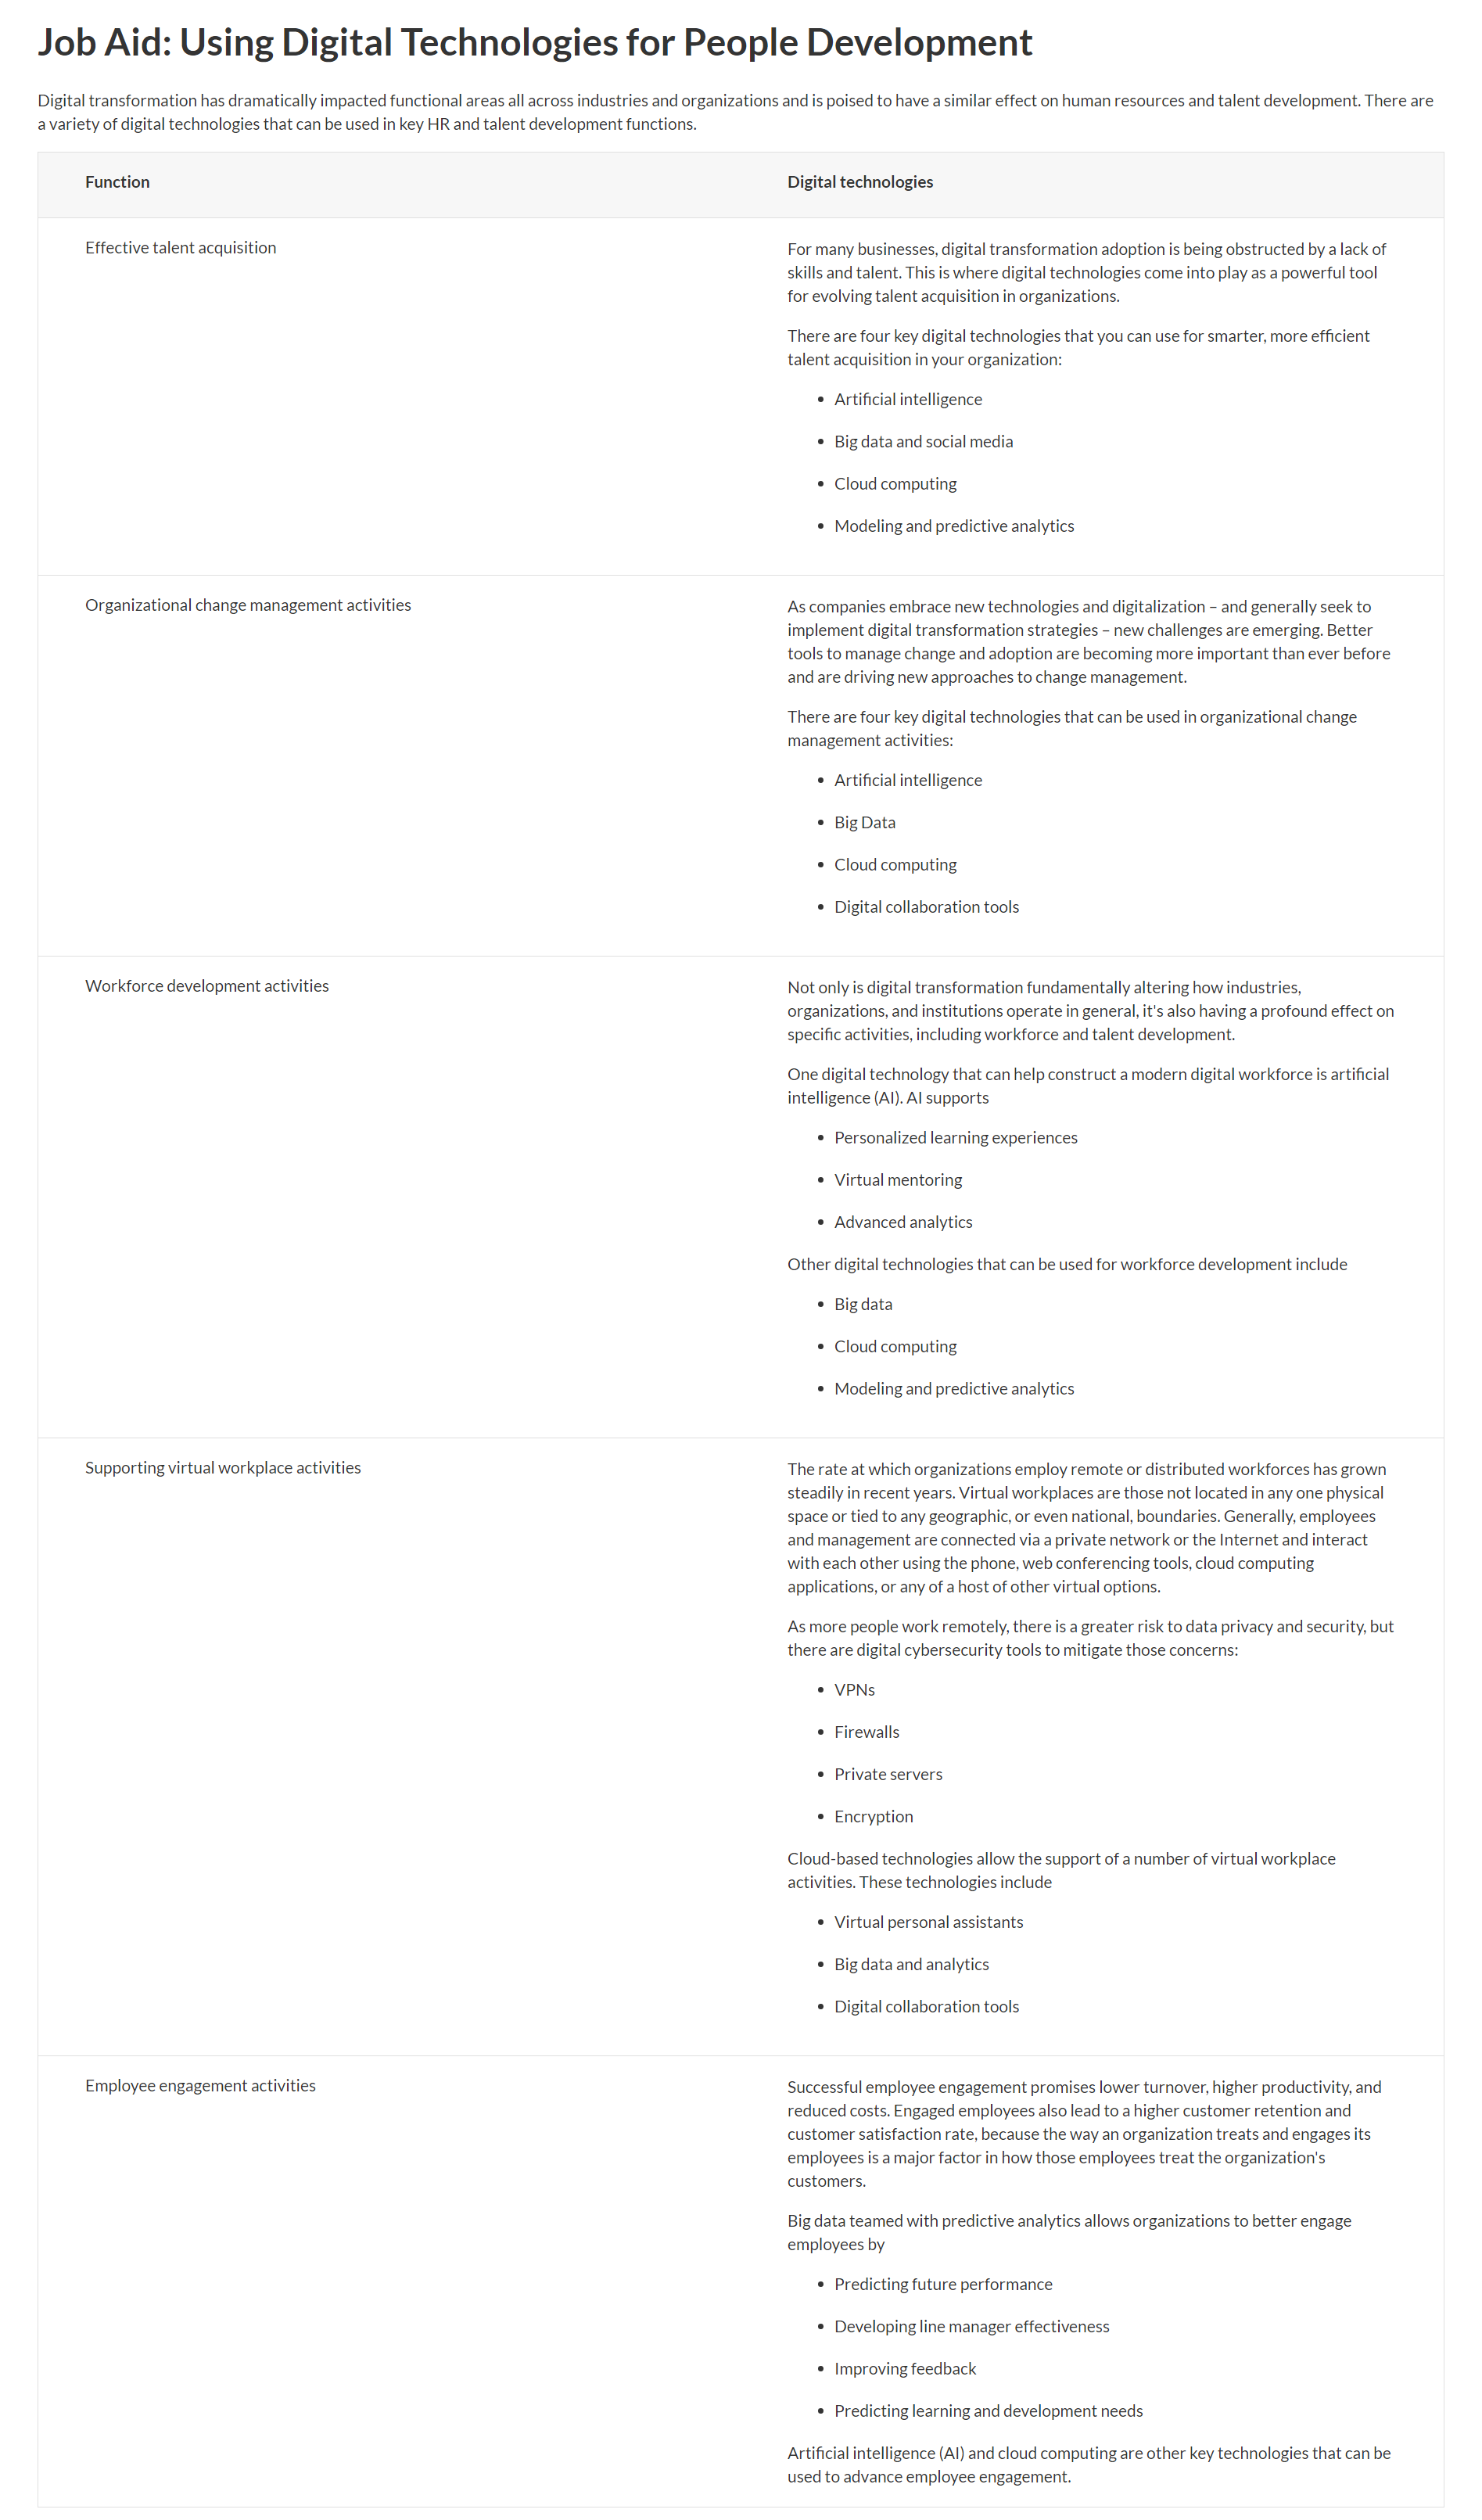 Job Aid: Using Digital Technologies for People Development
Digital transformation has dramatically impacted functional areas all across industries and organizations and is poised to have a similar effect on human resources and talent development. There are
a variety of digital technologies that can be used in key HR and talent development functions.
Function
Digital technologies
Effective talent acquisition
For many businesses, digital transformation adoption is being obstructed by a lack of
skills and talent. This is where digital technologies come into play as a powerful tool
for evolving talent acquisition in organizations.
There are four key digital technologies that you can use for smarter, more efficient
talent acquisition in your organization:
• Artificial intelligence
• Big data and social media
• Cloud computing
• Modeling and predictive analytics
Organizational change management activities
As companies embrace new technologies and digitalization – and generally seek to
implement digital transformation strategies – new challenges are emerging. Better
tools to manage change and adoption are becoming more important than ever before
and are driving new approaches to change management.
There are four key digital technologies that can be used in organizational change
management activities:
• Artificial intelligence
• Big Data
• Cloud computing
• Digital collaboration tools
Workforce development activities
Not only is digital transformation fundamentally altering how industries,
organizations, and institutions operate in general, it's also having a profound effect on
specific activities, including workforce and talent development.
One digital technology that can help construct a modern digital workforce is artificial
intelligence (AI). AI supports
• Personalized learning experiences
• Virtual mentoring
• Advanced analytics
Other digital technologies that can be used for workforce development include
• Big data
• Cloud computing
• Modeling and predictive analytics
Supporting virtual workplace activities
The rate at which organizations employ remote or distributed workforces has grown
steadily in recent years. Virtual workplaces are those not located in any one physical
space or tied to any geographic, or even national, boundaries. Generally, employees
and management are connected via a private network or the Internet and interact
with each other using the phone, web conferencing tools, cloud computing
applications, or any of a host of other virtual options.
As more people work remotely, there is a greater risk to data privacy and security, but
there are digital cybersecurity tools to mitigate those concerns:
• VPNs
• Firewalls
• Private servers
• Encryption
Cloud-based technologies allow the support of a number of virtual workplace
activities. These technologies include
• Virtual personal assistants
• Big data and analytics
• Digital collaboration tools
Employee engagement activities
Successful employee engagement promises lower turnover, higher productivity, and
reduced costs. Engaged employees also lead to a higher customer retention and
customer satisfaction rate, because the way an organization treats and engages its
employees is a major factor in how those employees treat the organization's
customers.
Big data teamed with predictive analytics allows organizations to better engage
employees by
• Predicting future performance
• Developing line manager effectiveness
• Improving feedback
• Predicting learning and development needs
Artificial intelligence (AI) and cloud computing are other key technologies that can be
used to advance employee engagement.